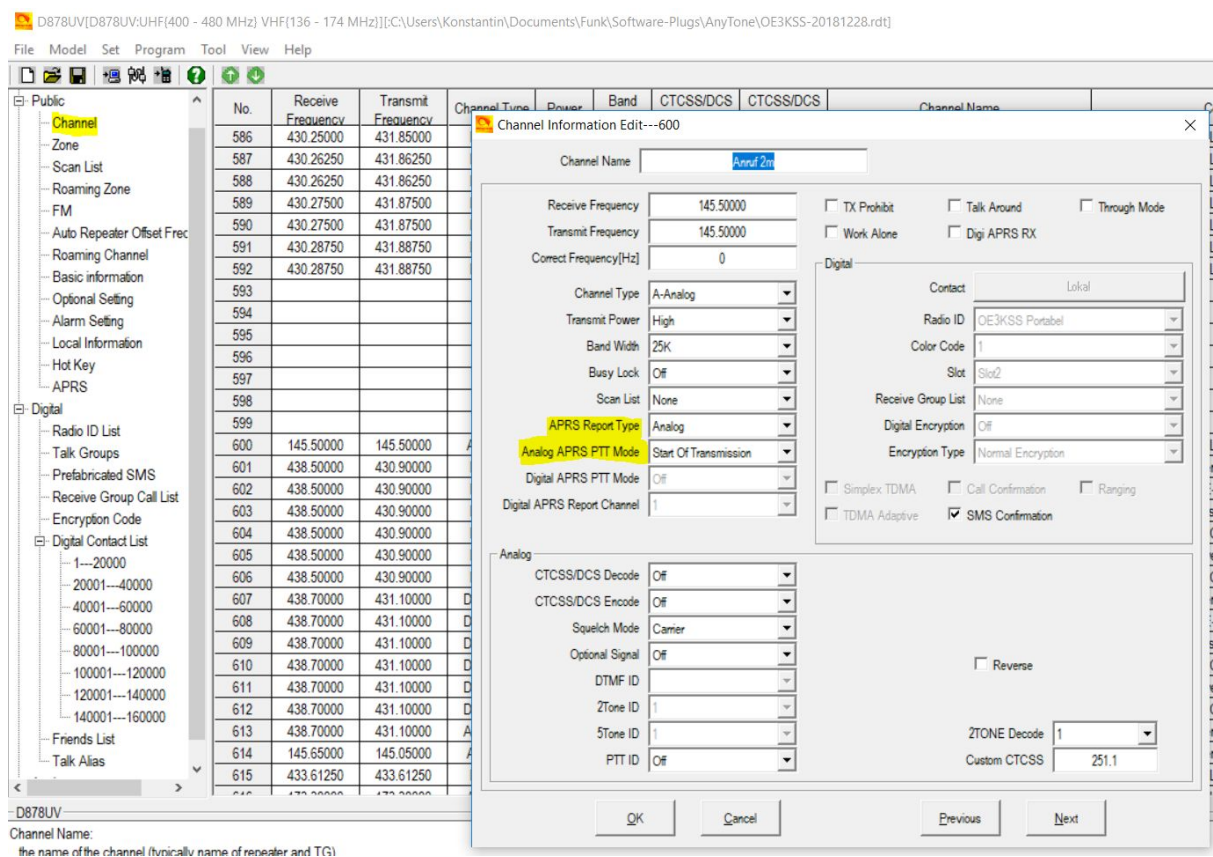 D878UV[D878UV:UHF{400 - 480 MHz} VHF{136 - 174 MHz}][:C:\Users\Konstantin\Documents\Funk\Software-Plugs\AnyTone\OE3KSS-20181228.rdt]
File Model Set Program Tool View Help
Public
Channel
Zone
Scan List
Roaming Zone
FM
Auto Repeater Offset Frec
Roaming Channel
Basic information
Optional Setting
Alarm Setting
Local Information
Hot Key
APRS
Digital
Radio ID List
Talk Groups
Prefabricated SMS
Receive Group Call List
Encryption Code
Digital Contact List
1---20000
20001---40000
40001---60000
60001---80000
80001---100000
100001---120000
120001---140000
140001---160000
Friends List
Talk Alias
No. Receive Frequency Transmit Frequency Channel Type Power Band CTCSS/DCS CTCSS/DCS Channel Name
586 430.25000 431.85000
587 430.26250 431.86250
588 430.26250 431.86250
589 430.27500 431.87500
590 430.27500 431.87500
591 430.28750 431.88750
592 430.28750 431.88750
593
594
595
596
597
598
599
600 145.50000 145.50000 A
601 438.50000 430.90000
602 438.50000 430.90000
603 438.50000 430.90000
604 438.50000 430.90000
605 438.50000 430.90000
606 438.50000 430.90000
607 438.70000 431.10000 D
608 438.70000 431.10000 D
609 438.70000 431.10000 D
610 438.70000 431.10000 D
611 438.70000 431.10000 D
612 438.70000 431.10000 D
613 438.70000 431.10000 A
614 145.65000 145.05000 A
615 433.61250 433.61250
Channel Information Edit---600
Channel Name Anruf 2m
Receive Frequency 145.50000
Transmit Frequency 145.50000
Correct Frequency[Hz] 0
Channel Type A-Analog
Transmit Power High
Band Width 25K
Busy Lock Off
Scan List None
APRS Report Type Analog
Analog APRS PTT Mode Start Of Transmission
Digital APRS PTT Mode Off
Digital APRS Report Channel 1
TX Prohibit Talk Around Through Mode
Work Alone Digi APRS RX
Digital
Contact Lokal
Radio ID OE3KSS Portabel
Color Code 1
Slot Slot2
Receive Group List None
Digital Encryption Off
Encryption Type Normal Encryption
Simplex TDMA Call Confirmation Ranging
TDMA Adaptive SMS Confirmation
Analog
CTCSS/DCS Decode Off
CTCSS/DCS Encode Off
Squelch Mode Carrier
Optional Signal Off
DTMF ID
2Tone ID 1
5Tone ID 1
PTT ID Off
Reverse
2TONE Decode 1
Custom CTCSS 251.1
OK Cancel Previous Next
D878UV
Channel Name:
the name of the channel (typically name of repeater and TG)